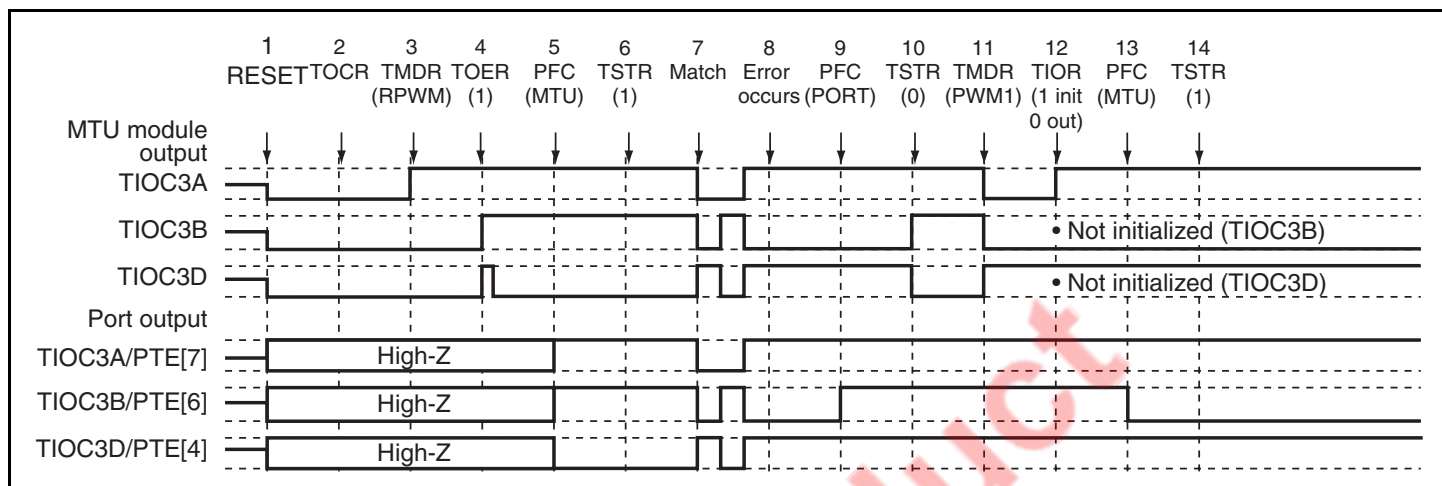 1 2 3 4 5 6 7 8 9 10 11 12 13 14
RESET TOCR TMDR TOER PFC TSTR Match Error PFC TSTR TMDR TIOR PFC TSTR
(RPWM) (1) (MTU) (1) occurs (PORT) (0) (PWM1) (1 init (MTU) (1)
0 out)
MTU module
output
TIOC3A
TIOC3B
• Not initialized (TIOC3B)
TIOC3D
• Not initialized (TIOC3D)
Port output
TIOC3A/PTE[7]
High-Z
TIOC3B/PTE[6]
High-Z
TIOC3D/PTE[4]
High-Z
uct